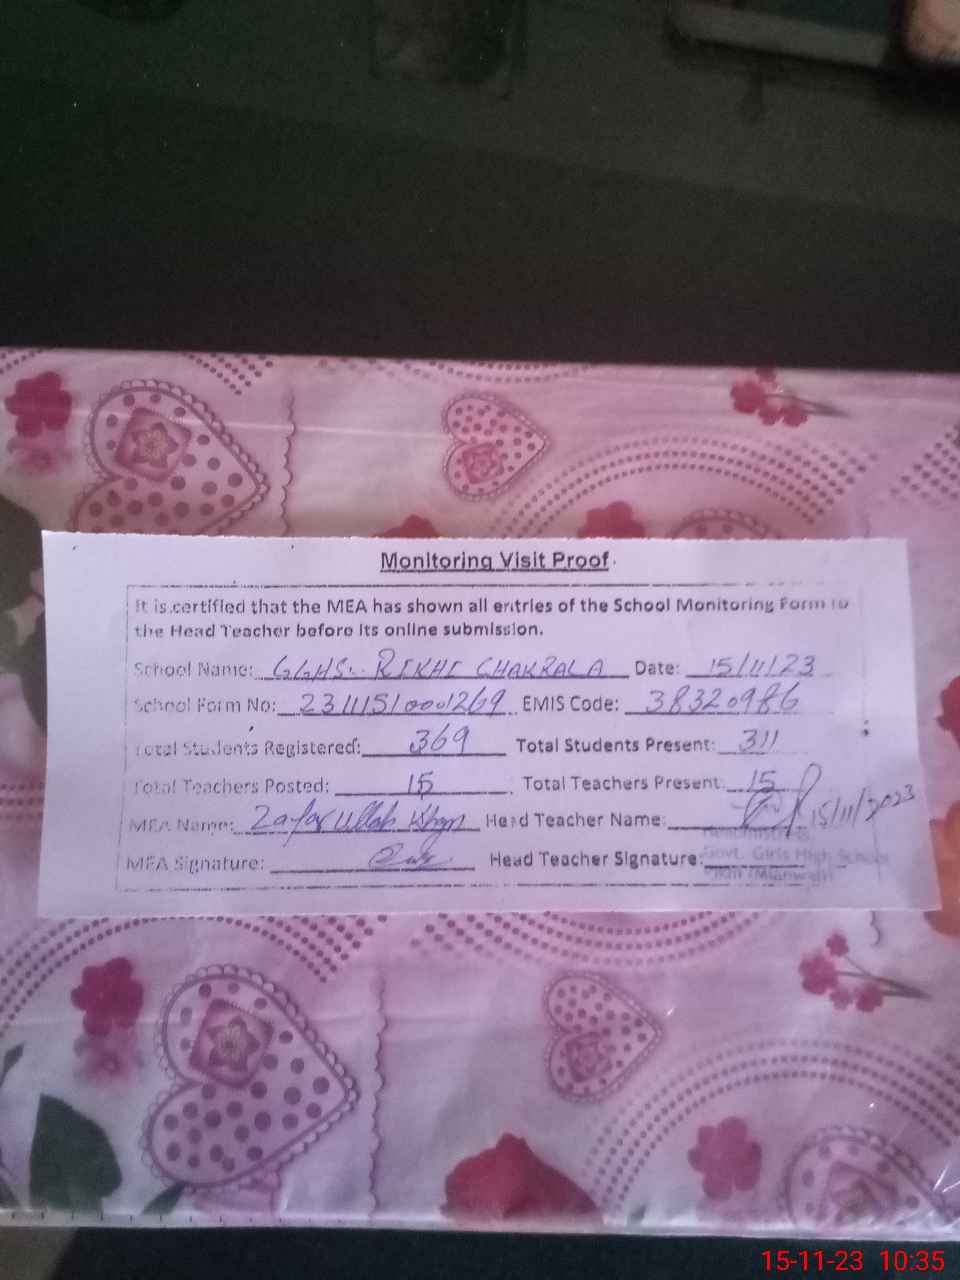 Monitoring Visit Proof
It is certified that the MEA has shown all entries of the School Monitoring Form to
the Head Teacher before its online submission.
School Name: GGHS RIKHI CHAKRALA Date: 15/11/23
School Form No: EMIS Code: 38320986
Total Students Registered: 369 Total Students Present: 311
Total Teachers Posted: 15 Total Teachers Present: 15
MEA Name: Zafar ullah Khan Head Teacher Name: 15/11/2023
MEA Signature: Head Teacher Signature:
Govt. Girls High School
15-11-23 10:35